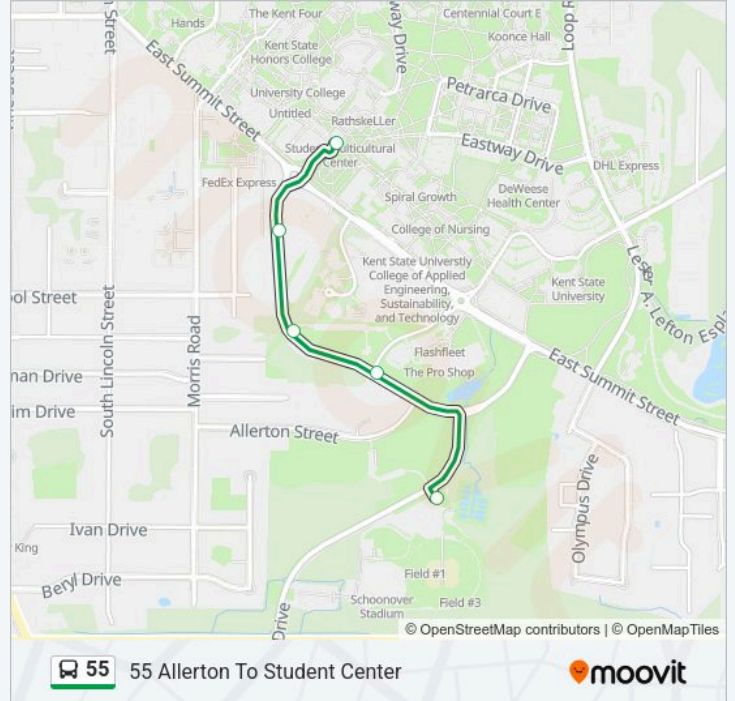 The Kent Four
Centennial Court E
Hands
Koonce Hall
Kent State
Honors College
East Summit Street
Petrarca Drive
University College
Untitled
RathskeLLer
Eastway Drive
Center
DHL Express
FedEx Express
DeWeese
Health Center
Spiral Growth
College of Nursing
Kent State Universtiy
College of Applied
Engineering,
Sustainability,
and Technology
Kent State
University
South Lincoln Street
Morris Road
Flashfleet
The Pro Shop
East Summit Street
Allerton Street
Olympus Drive
Ivan Drive
King
Beryl Drive
Field #1
Schoonover
Stadium
Field #3
Drive
© OpenStreetMap contributors | © OpenMapTiles
55
55 Allerton To Student Center
moovit